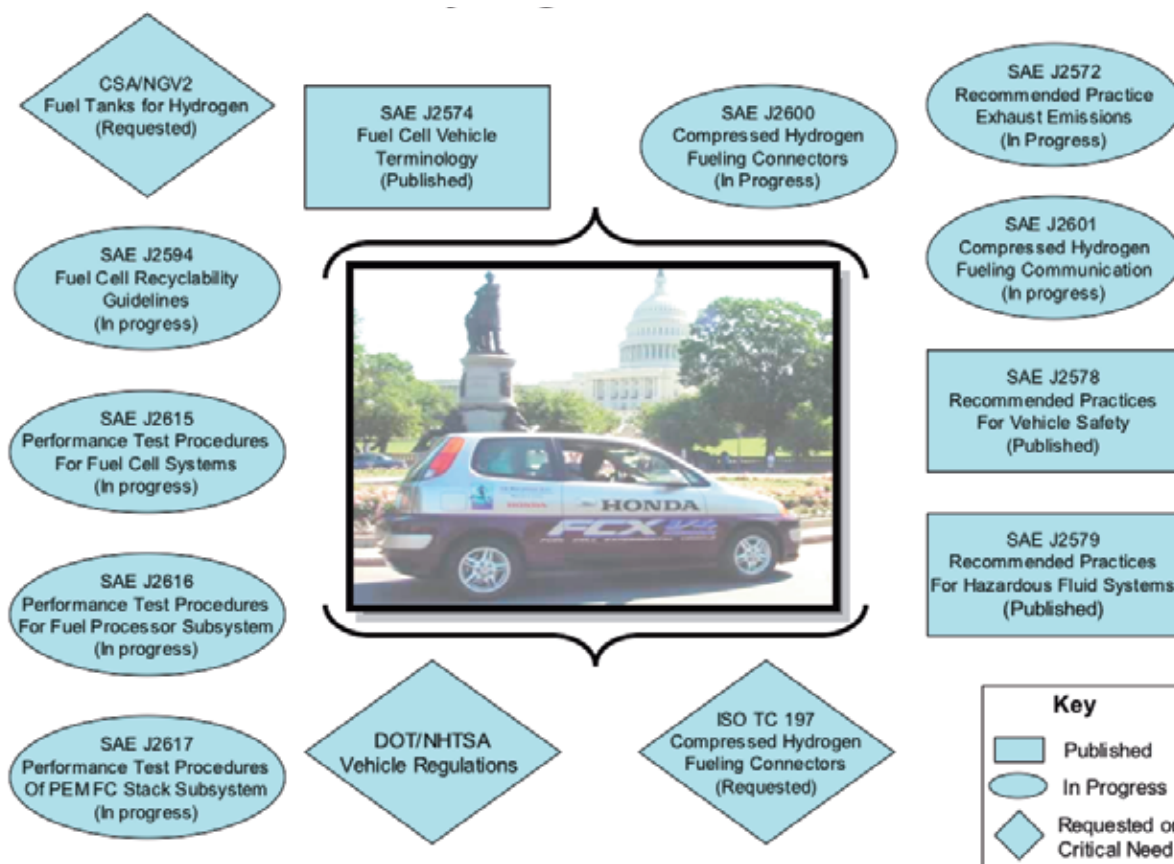 CSA/NGV2
Fuel Tanks for Hydrogen
(Requested)
SAE J2574
Fuel Cell Vehicle
Terminology
(Published)
SAE J2600
Compressed Hydrogen
Fueling Connectors
(In Progress)
SAE J2572
Recommended Practice
Exhaust Emissions
(In Progress)
SAE J2594
Fuel Cell Recyclability
Guidelines
(In progress)
SAE J2601
Compressed Hydrogen
Fueling Communication
(In progress)
SAE J2615
Performance Test Procedures
For Fuel Cell Systems
(In progress)
SAE J2578
Recommended Practices
For Vehicle Safety
(Published)
HONDA
FCX
SAE J2616
Performance Test Procedures
For Fuel Processor Subsystem
(In progress)
SAE J2579
Recommended Practices
For Hazardous Fluid Systems
(Published)
SAE J2617
Performance Test Procedures
Of PEM FC Stack Subsystem
(In progress)
DOT/NHTSA
Vehicle Regulations
ISO TC 197
Compressed Hydrogen
Fueling Connectors
(Requested)
Key
Published
In Progress
Requested or
Critical Need